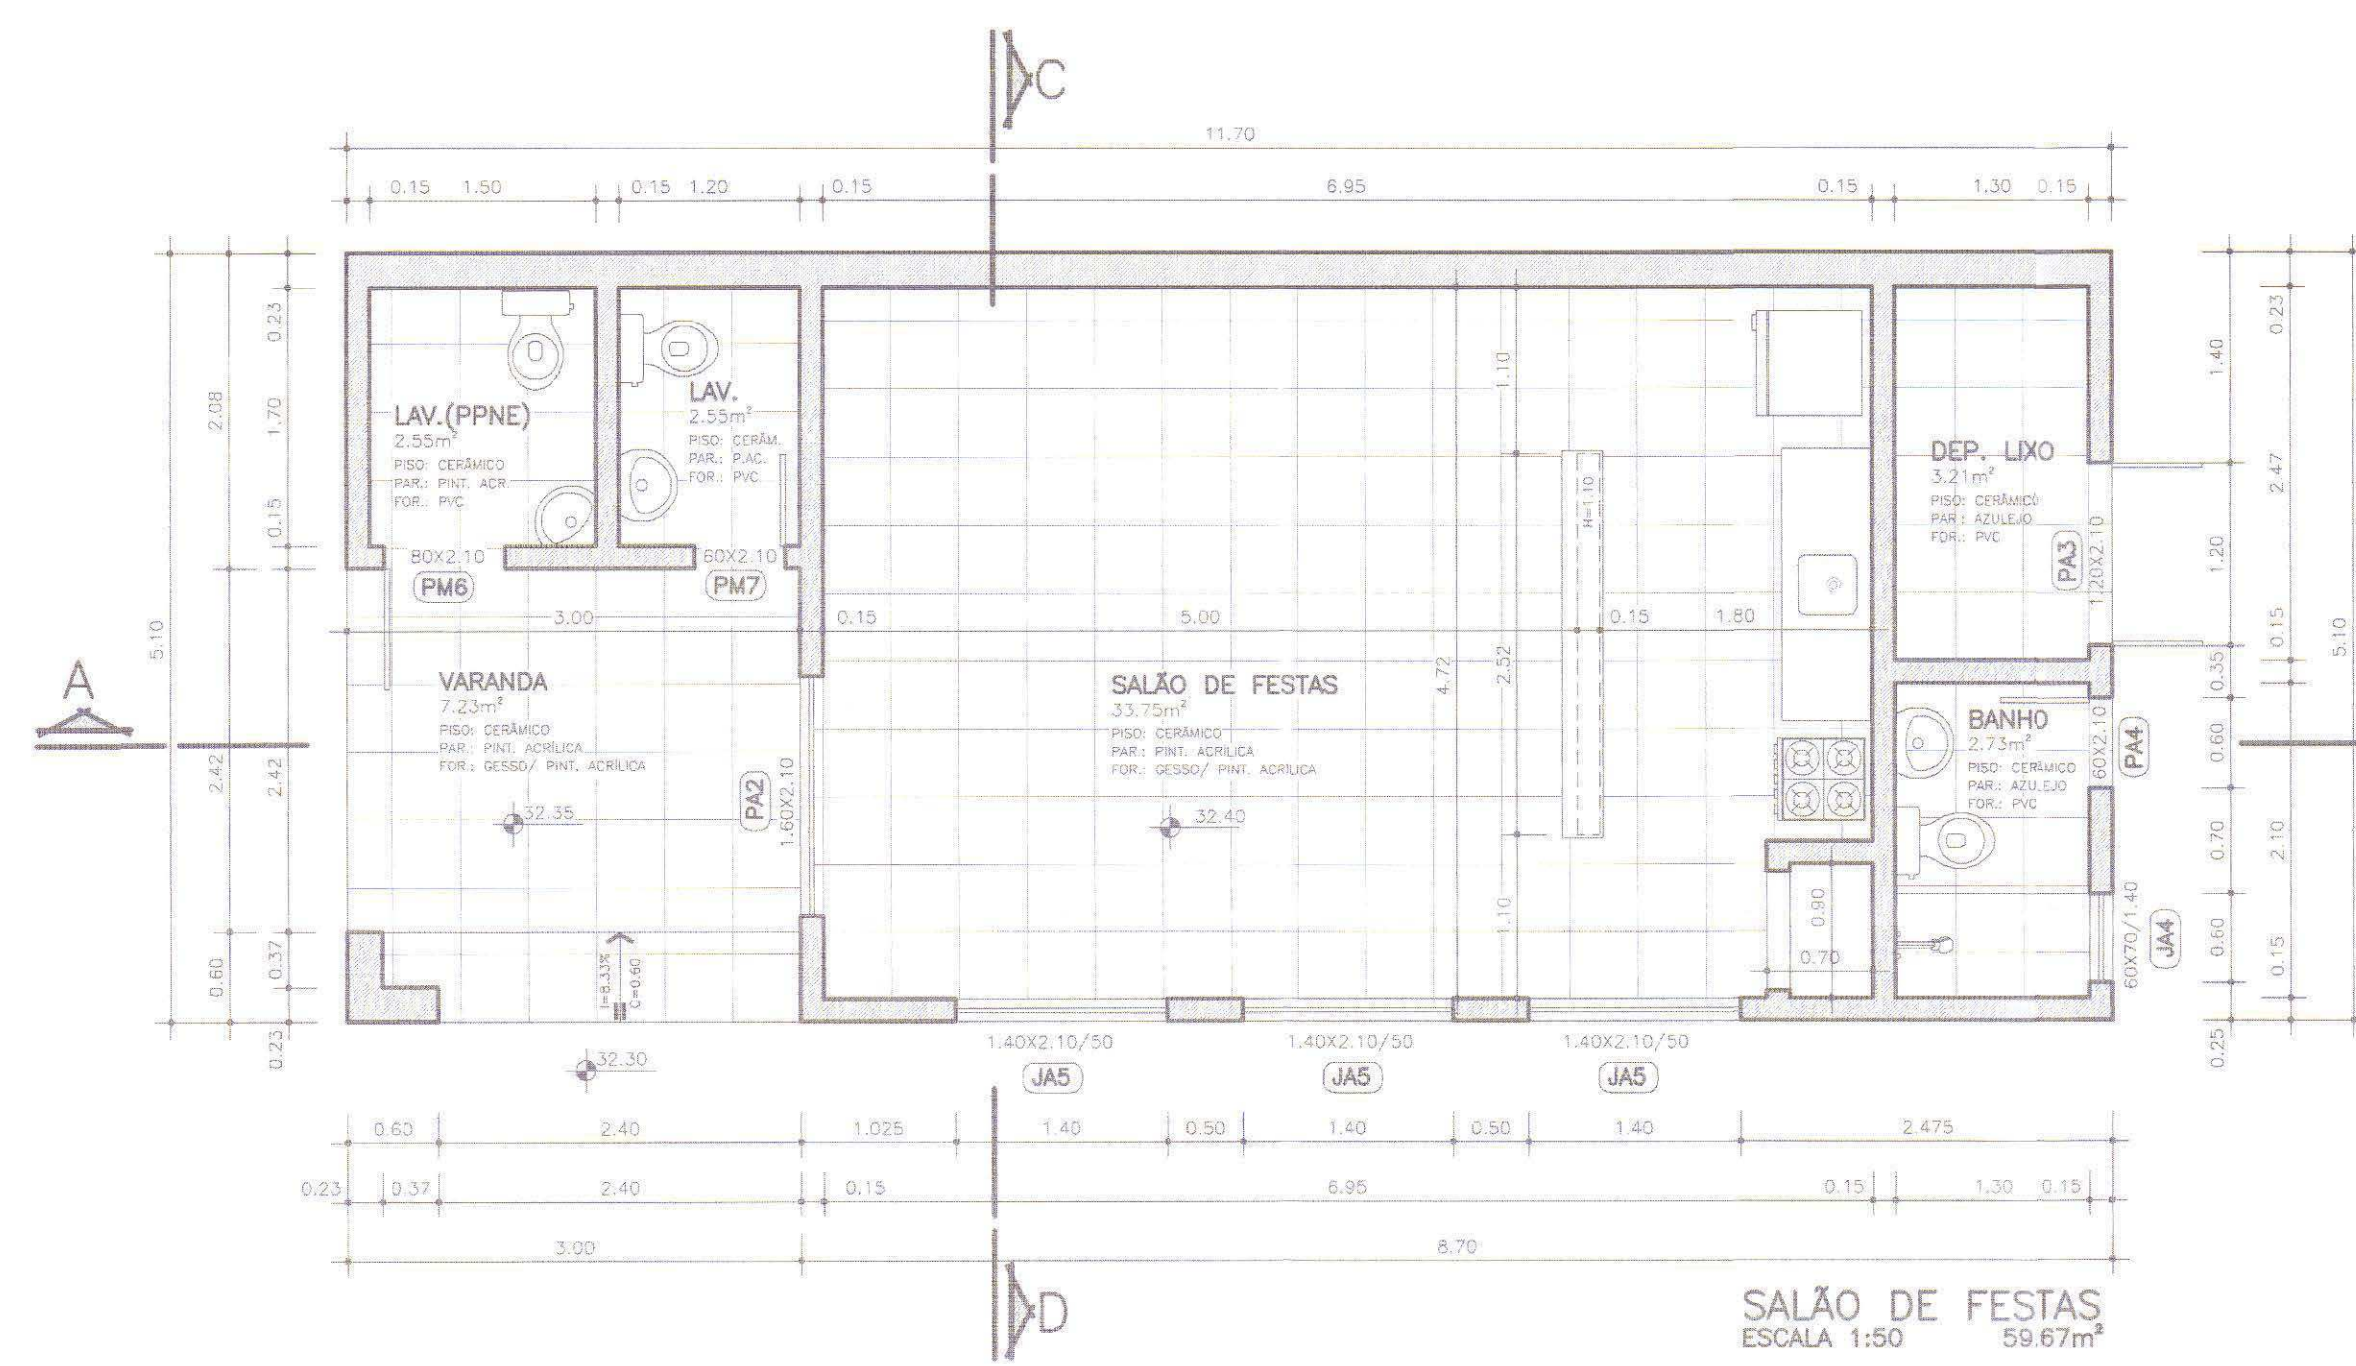 C
11.70
0.15 1.50 0.15 1.20 0.15 6.95 0.15 1.30 0.15
0.23
1.70
0.15
2.08
5.10
2.42
2.42
0.60
0.37
0.23
A
LAV.(PPNE)
2.55m²
PISO: CERÂMICO
PAR.: PINT. ACR.
FOR.: PVC
80X2.10
PM6
LAV.
2.55m²
PISO: CERÂM.
PAR.: P.AC.
FOR.: PVC
60X2.10
PM7
3.00 0.15 5.00 0.15 1.80
VARANDA
7.23m²
PISO: CERÂMICO
PAR.: PINT. ACRÍLICA
FOR.: GESSO/ PINT. ACRÍLICA
32.35
PA2
1.60X2.10
I=8.33%
C=0.60
32.30
SALÃO DE FESTAS
33.75m²
PISO: CERÂMICO
PAR.: PINT. ACRÍLICA
FOR.: GESSO/ PINT. ACRÍLICA
32.40
4.72
1.10
2.52
1.10
H=1.10
0.90
0.70
DEP. LIXO
3.21m²
PISO: CERÂMICO
PAR.: AZULEJO
FOR.: PVC
PA3
1.20X2.10
BANHO
2.73m²
PISO: CERÂMICO
PAR.: AZULEJO
FOR.: PVC
60X2.10
PA4
60X70/1.40
JA4
1.40
1.20
0.35
0.60
0.70
0.60
0.25
0.23
2.47
0.15
2.10
0.15
5.10
1.40X2.10/50 1.40X2.10/50 1.40X2.10/50
JA5 JA5 JA5
0.60 2.40 1.025 1.40 0.50 1.40 0.50 1.40 2.475
0.23 0.37 2.40 0.15 6.95 0.15 1.30 0.15
3.00 8.70
D
SALÃO DE FESTAS
ESCALA 1:50 59.67m²